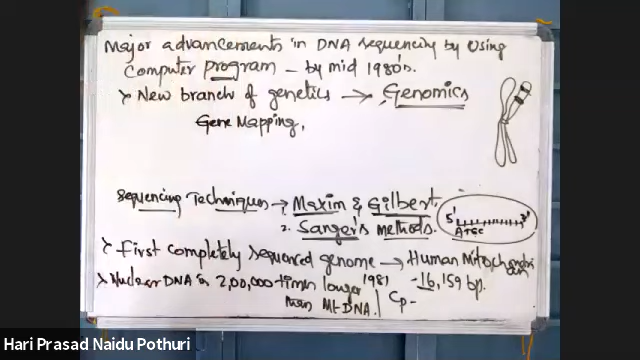 Major advancements in DNA sequencing by Using
Computer program - by mid 1980's.
> New branch of genetics → Genomics
Gene Mapping,
Sequencing Techniques → Maxim & Gilbert.
2. Sanger's methods.
5' 3'
ATGC
> First completely sequenced genome → Human Mitochondrion
1981 - 16,159 bp.
> Nuclear DNA is 2,00,000 times longer
than Mt-DNA. Cp-
Hari Prasad Naidu Pothuri